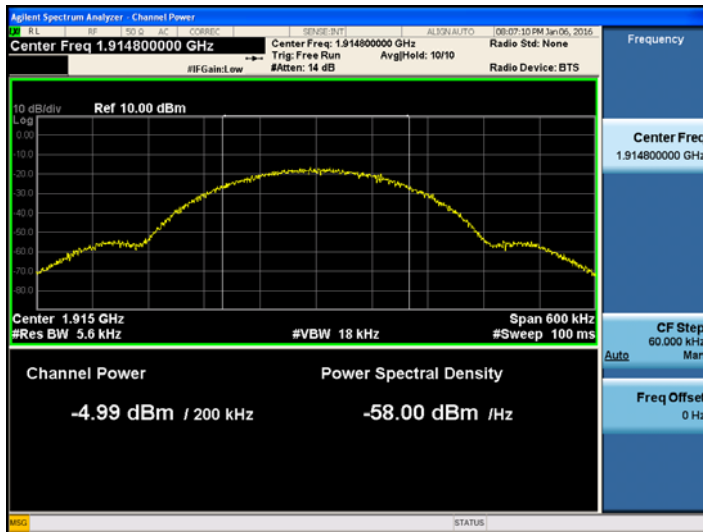 Agilent Spectrum Analyzer - Channel Power
RL RF 50 Ω AC CORREC SENSE:INT ALIGN AUTO 08:07:10 PM Jan 06, 2016
Center Freq 1.914800000 GHz Center Freq: 1.914800000 GHz Radio Std: None
Trig: Free Run Avg|Hold: 10/10
#IFGain:Low #Atten: 14 dB Radio Device: BTS
10 dB/div Ref 10.00 dBm
Log
0.00
-10.0
-20.0
-30.0
-40.0
-50.0
-60.0
-70.0
-80.0
Center 1.915 GHz Span 600 kHz
#Res BW 5.6 kHz #VBW 18 kHz #Sweep 100 ms
Channel Power Power Spectral Density
-4.99 dBm / 200 kHz -58.00 dBm /Hz
Frequency
Center Freq
1.914800000 GHz
CF Step
60.000 kHz
Auto Man
Freq Offset
0 Hz
MSG STATUS